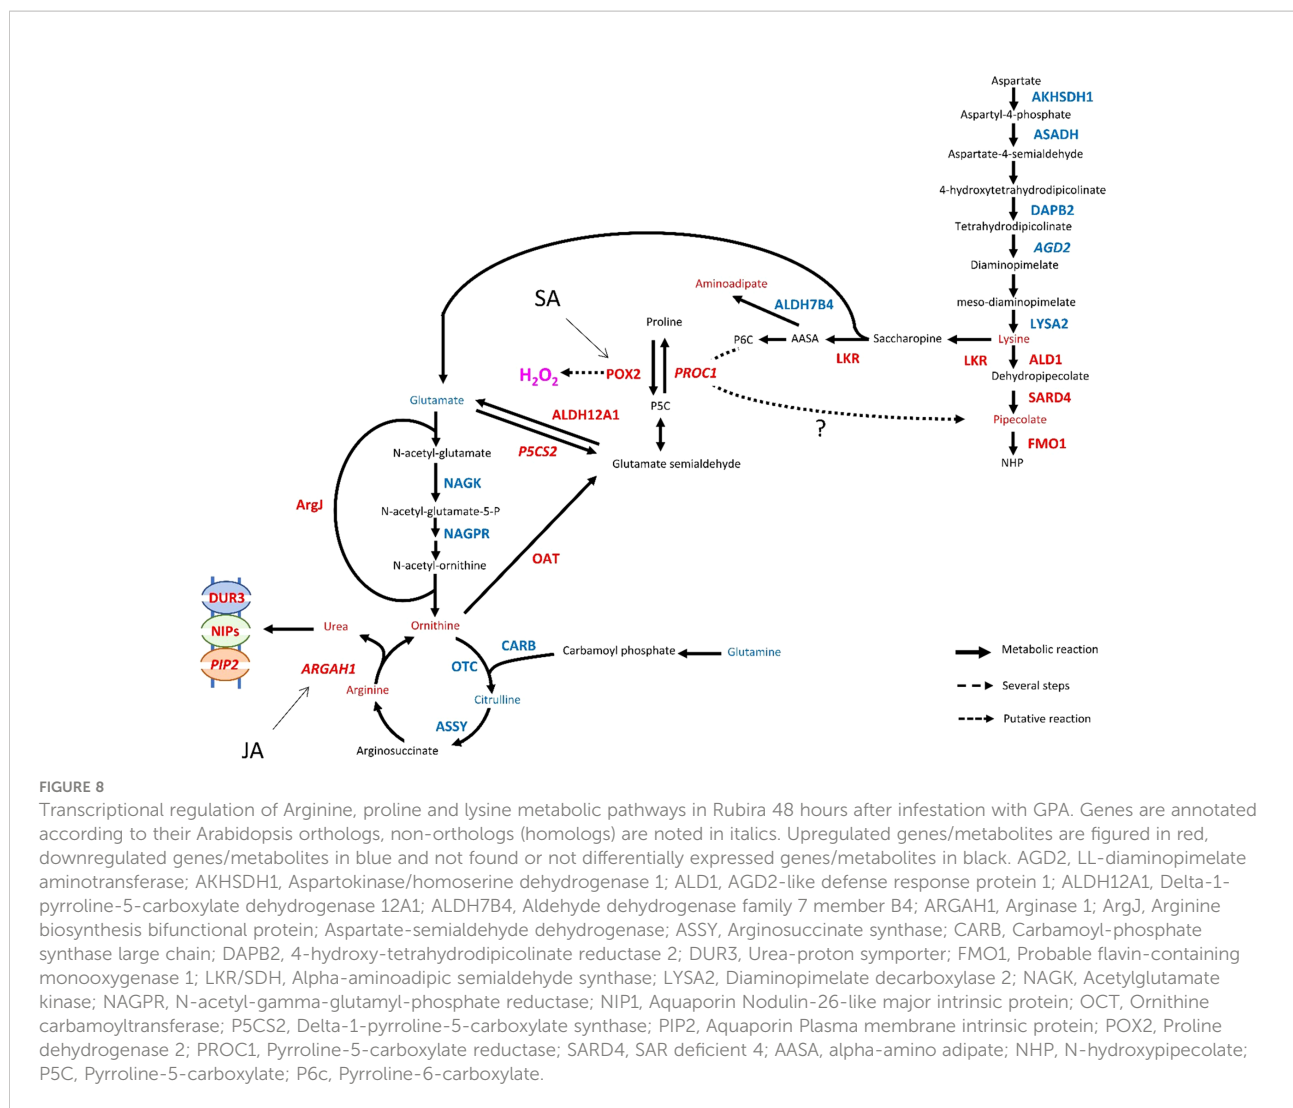 Aspartate
AKHSDH1
Aspartyl-4-phosphate
ASADH
Aspartate-4-semialdehyde
4-hydroxytetrahydrodipicolinate
DAPB2
Tetrahydrodipicolinate
AGD2
Diaminopimelate
meso-diaminopimelate
LYSA2
Lysine
LKR
ALD1
Dehydropipecolate
SARD4
Pipecolate
FMO1
NHP
Aminoadipate
ALDH7B4
P6C
AASA
LKR
Saccharopine
SA
Proline
H2O2
POX2
PROC1
P5C
?
Glutamate
ALDH12A1
P5CS2
Glutamate semialdehyde
N-acetyl-glutamate
NAGK
ArgJ
N-acetyl-glutamate-5-P
NAGPR
OAT
N-acetyl-ornithine
DUR3
NIPs
PIP2
Urea
Ornithine
ARGAH1
Arginine
OTC
CARB
Carbamoyl phosphate
Glutamine
Citrulline
ASSY
Arginosuccinate
JA
Metabolic reaction
Several steps
Putative reaction
FIGURE 8
Transcriptional regulation of Arginine, proline and lysine metabolic pathways in Rubira 48 hours after infestation with GPA. Genes are annotated
according to their Arabidopsis orthologs, non-orthologs (homologs) are noted in italics. Upregulated genes/metabolites are figured in red,
downregulated genes/metabolites in blue and not found or not differentially expressed genes/metabolites in black. AGD2, LL-diaminopimelate
aminotransferase; AKHSDH1, Aspartokinase/homoserine dehydrogenase 1; ALD1, AGD2-like defense response protein 1; ALDH12A1, Delta-1-
pyrroline-5-carboxylate dehydrogenase 12A1; ALDH7B4, Aldehyde dehydrogenase family 7 member B4; ARGAH1, Arginase 1; ArgJ, Arginine
biosynthesis bifunctional protein; Aspartate-semialdehyde dehydrogenase; ASSY, Arginosuccinate synthase; CARB, Carbamoyl-phosphate
synthase large chain; DAPB2, 4-hydroxy-tetrahydrodipicolinate reductase 2; DUR3, Urea-proton symporter; FMO1, Probable flavin-containing
monooxygenase 1; LKR/SDH, Alpha-aminoadipic semialdehyde synthase; LYSA2, Diaminopimelate decarboxylase 2; NAGK, Acetylglutamate
kinase; NAGPR, N-acetyl-gamma-glutamyl-phosphate reductase; NIP1, Aquaporin Nodulin-26-like major intrinsic protein; OCT, Ornithine
carbamoyltransferase; P5CS2, Delta-1-pyrroline-5-carboxylate synthase; PIP2, Aquaporin Plasma membrane intrinsic protein; POX2, Proline
dehydrogenase 2; PROC1, Pyrroline-5-carboxylate reductase; SARD4, SAR deficient 4; AASA, alpha-amino adipate; NHP, N-hydroxypipecolate;
P5C, Pyrroline-5-carboxylate; P6c, Pyrroline-6-carboxylate.